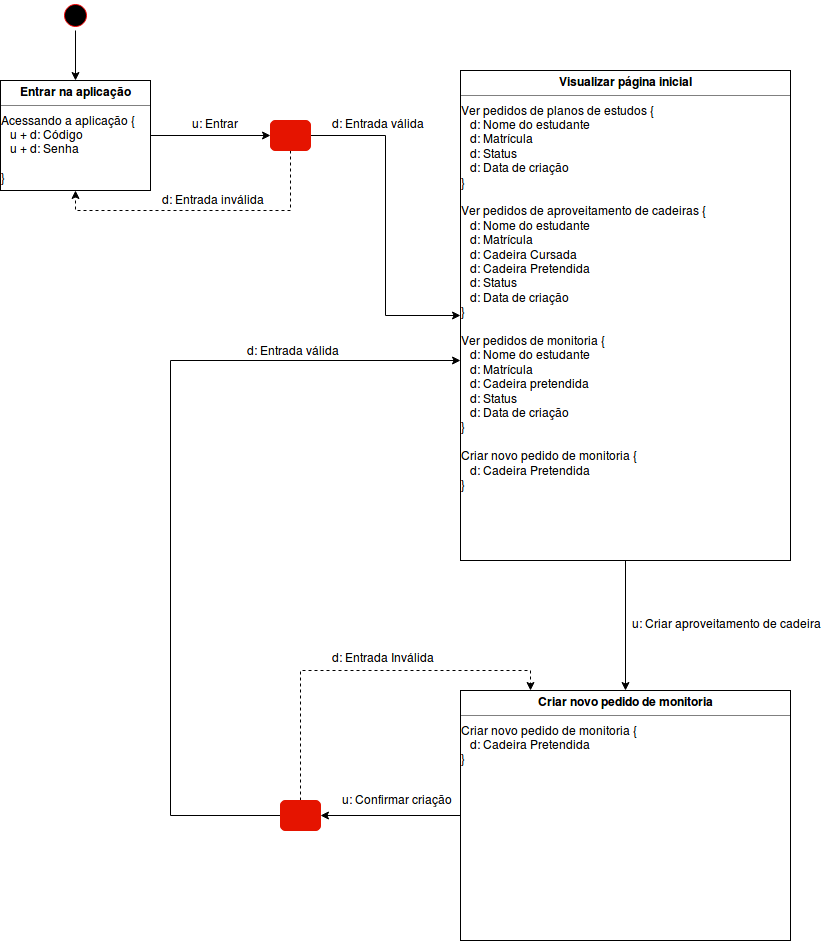 Entrar na aplicação
Acessando a aplicação {
u + d: Código
u + d: Senha
}
u: Entrar
d: Entrada válida
d: Entrada inválida
Visualizar página inicial
Ver pedidos de planos de estudos {
d: Nome do estudante
d: Matrícula
d: Status
d: Data de criação
}
Ver pedidos de aproveitamento de cadeiras {
d: Nome do estudante
d: Matrícula
d: Cadeira Cursada
d: Cadeira Pretendida
d: Status
d: Data de criação
}
Ver pedidos de monitoria {
d: Nome do estudante
d: Matrícula
d: Cadeira pretendida
d: Status
d: Data de criação
}
Criar novo pedido de monitoria {
d: Cadeira Pretendida
}
d: Entrada válida
u: Criar aproveitamento de cadeira
d: Entrada Inválida
Criar novo pedido de monitoria
Criar novo pedido de monitoria {
d: Cadeira Pretendida
}
u: Confirmar criação